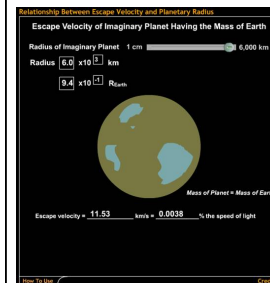 Relationship Between Escape Velocity and Planetary Radius
Escape Velocity of Imaginary Planet Having the Mass of Earth
Radius of Imaginary Planet 1 cm 6,000 km
Radius 6.0 x10 3 km
9.4 x10 -1 REarth
Mass of Planet = Mass of Ear
Escape velocity = 11.53 km/s = 0.0038 % the speed of light
How To Use Cred